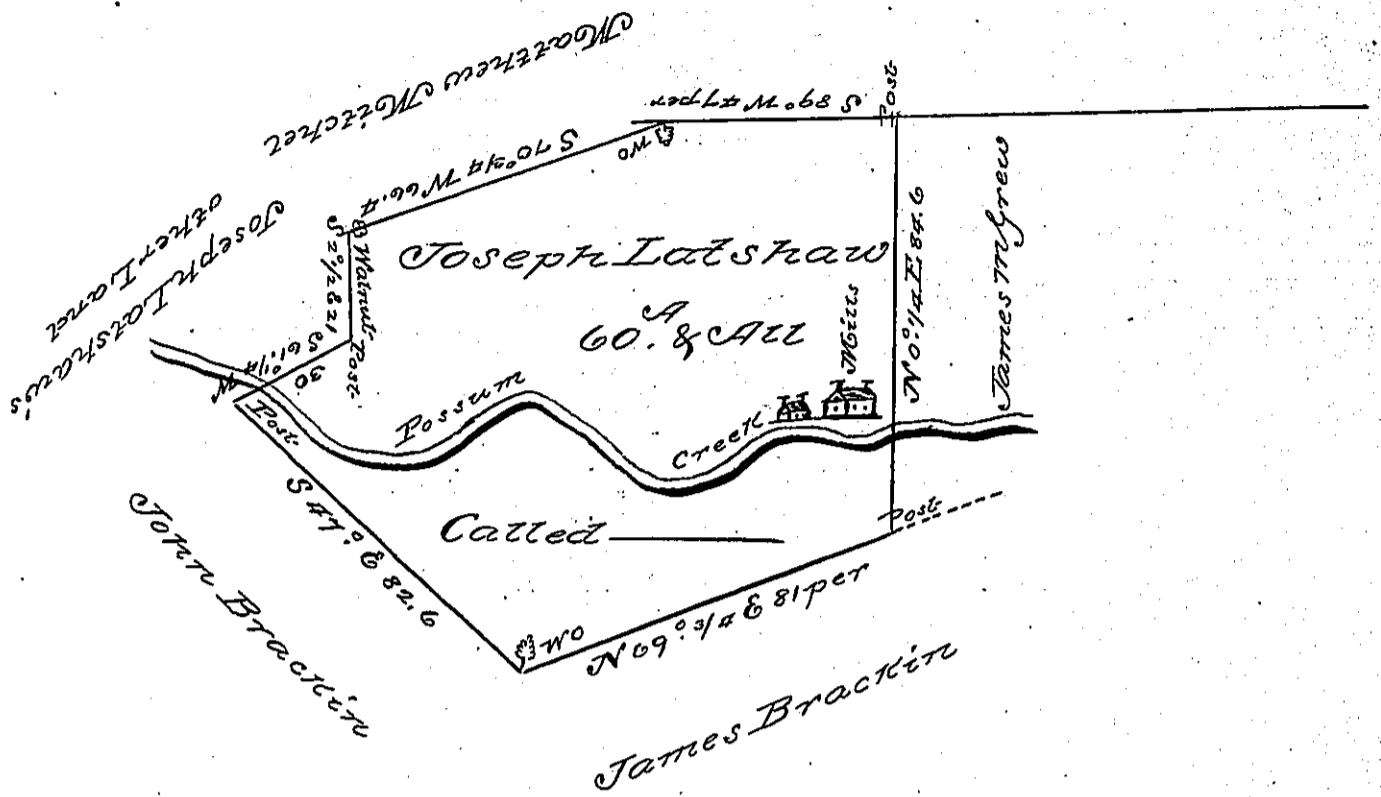 Matthew Mitchel
Joseph Latshaw's
other Land
S 89° W 47 per
Post
S 70°¾ W 66.4
WO
S 2°½ E 21
Walnut
Post
S 61°¼ W
30
Post
Joseph Latshaw
60.A & All
Mills
N 0°¼ E 84.6
James McGrew
Possum
Creek
Called
S 47° E 82.6
WO
N 69°¾ E 81 per
Post
John Brackin
James Brackin